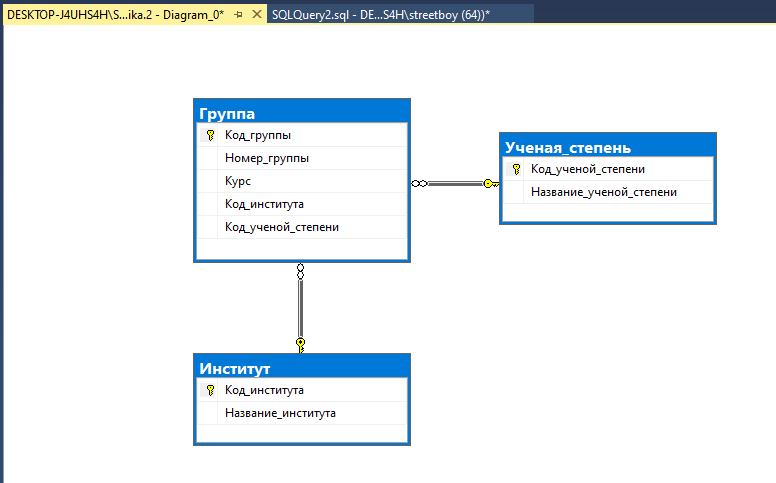 DESKTOP-J4UHS4H\S...ika.2 - Diagram_0*
SQLQuery2.sql - DE...S4H\streetboy (64))*
Группа
Код_группы
Номер_группы
Курс
Код_института
Код_ученой_степени
Ученая_степень
Код_ученой_степени
Название_ученой_степени
Институт
Код_института
Название_института